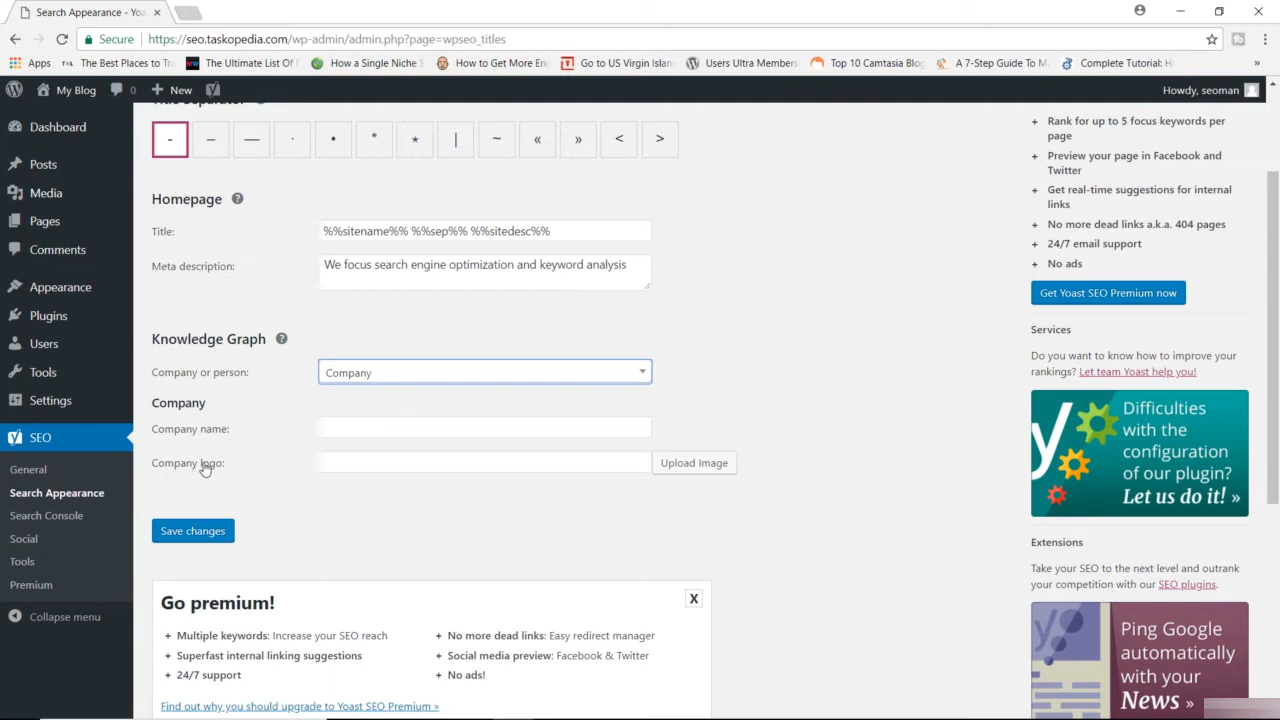 Search Appearance - Yoa
Secure
https://seo.taskopedia.com/wp-admin/admin.php?page=wpseo_titles
Apps
The Best Places to Tr
The Ultimate List Of
How a Single Niche S
How to Get More En
Go to US Virgin Islan
Users Ultra Members
Top 10 Camtasia Blog
A 7-Step Guide To M
Complete Tutorial: H
»
My Blog
0
New
Howdy, seoman
Dashboard
Posts
Media
Pages
Comments
Appearance
Plugins
Users
Tools
Settings
SEO
General
Search Appearance
Search Console
Social
Tools
Premium
Collapse menu
Title Separator
- – — · • * ⋆ | ~ « » < >
Homepage
Title:
%%sitename%% %%sep%% %%sitedesc%%
Meta description:
We focus search engine optimization and keyword analysis
Knowledge Graph
Company or person:
Company
Company
Company name:
Company logo:
Upload Image
Save changes
Go premium!
X
+ Multiple keywords: Increase your SEO reach
+ Superfast internal linking suggestions
+ 24/7 support
+ No more dead links: Easy redirect manager
+ Social media preview: Facebook & Twitter
+ No ads!
Find out why you should upgrade to Yoast SEO Premium »
+ Rank for up to 5 focus keywords per
page
+ Preview your page in Facebook and
Twitter
+ Get real-time suggestions for internal
links
+ No more dead links a.k.a. 404 pages
+ 24/7 email support
+ No ads
Get Yoast SEO Premium now
Services
Do you want to know how to improve your
rankings? Let team Yoast help you!
Difficulties
with the
configuration
of our plugin?
Let us do it! »
Extensions
Take your SEO to the next level and outrank
your competition with our SEO plugins.
Ping Google
automatically
with your
News »